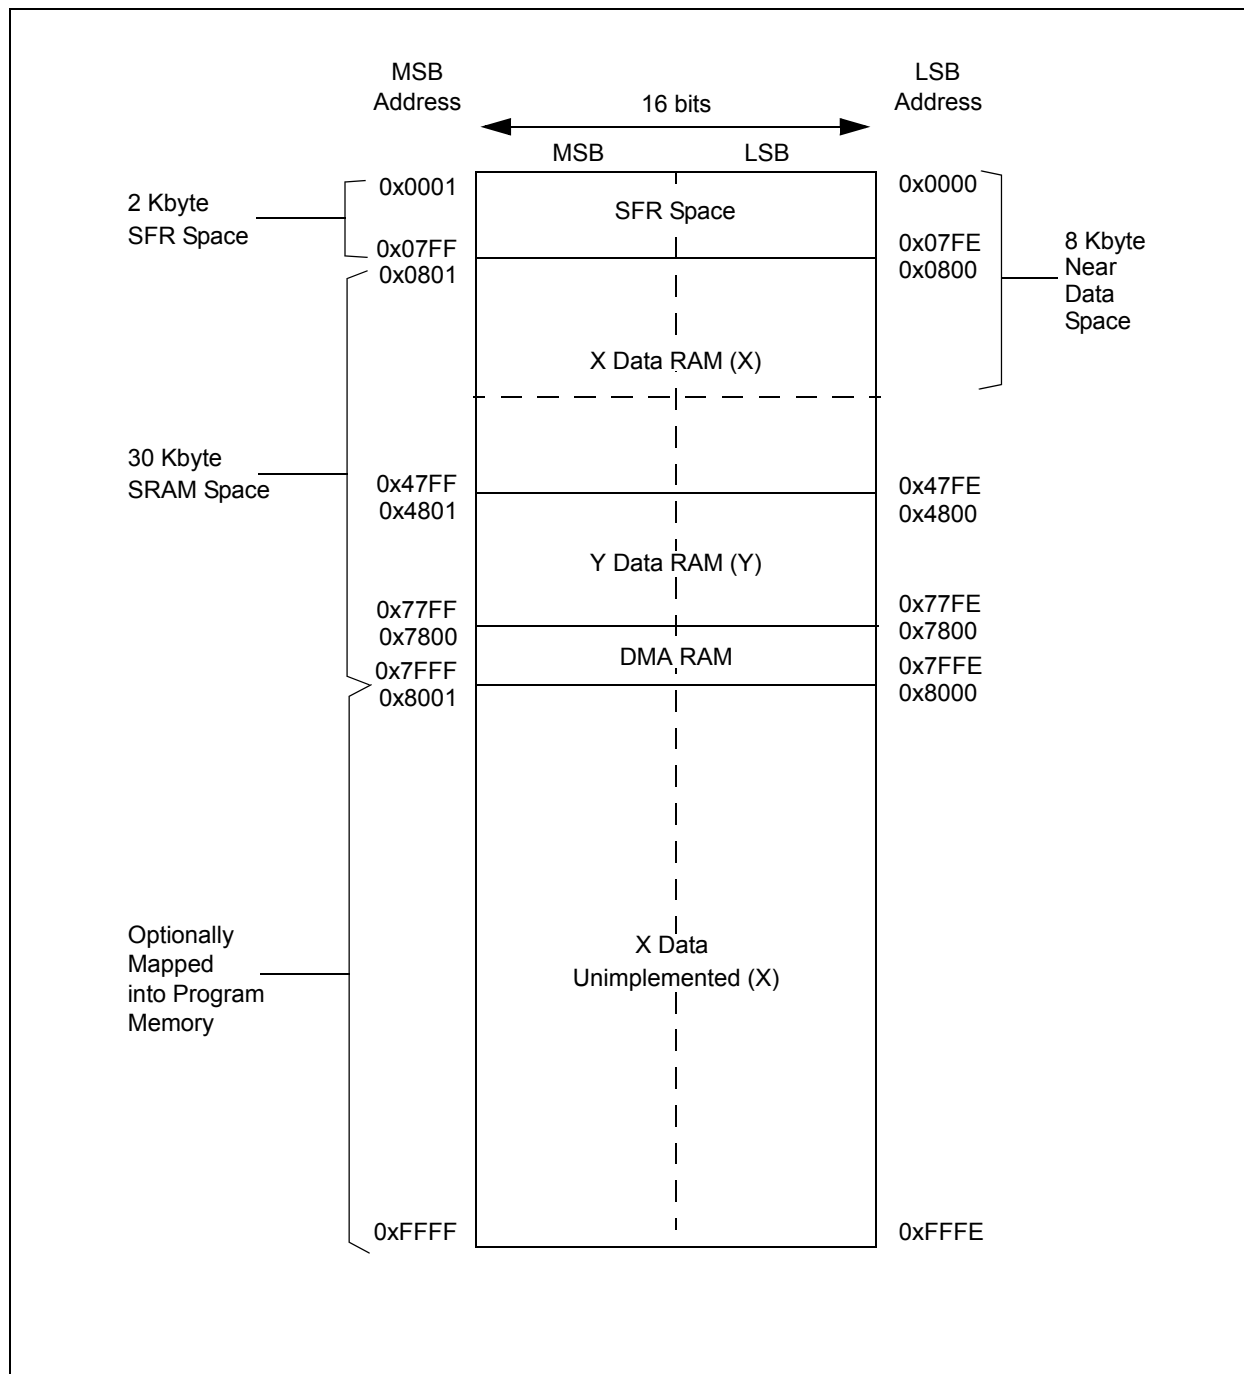 MSB
Address
LSB
Address
16 bits
MSB
LSB
2 Kbyte
SFR Space
0x0001
SFR Space
0x0000
0x07FF
0x0801
0x07FE
0x0800
8 Kbyte
Near
Data
Space
X Data RAM (X)
30 Kbyte
SRAM Space
0x47FF
0x4801
0x47FE
0x4800
Y Data RAM (Y)
0x77FF
0x7800
0x77FE
0x7800
DMA RAM
0x7FFF
0x8001
0x7FFE
0x8000
Optionally
Mapped
into Program
Memory
X Data
Unimplemented (X)
0xFFFF
0xFFFE